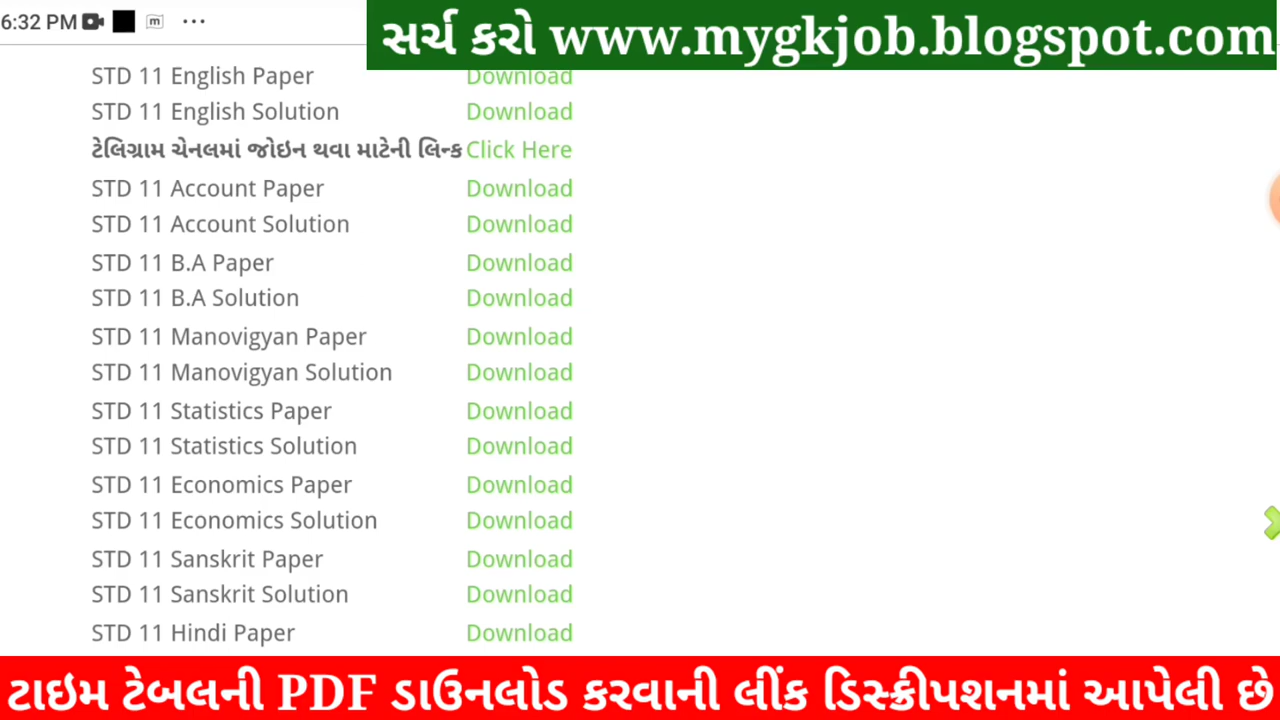 6:32 PM m ...
સર્ચ કરો www.mygkjob.blogspot.com
STD 11 English Paper Download
STD 11 English Solution Download
ટેલિગ્રામ ચેનલમાં જોઇન થવા માટેની લિન્ક Click Here
STD 11 Account Paper Download
STD 11 Account Solution Download
STD 11 B.A Paper Download
STD 11 B.A Solution Download
STD 11 Manovigyan Paper Download
STD 11 Manovigyan Solution Download
STD 11 Statistics Paper Download
STD 11 Statistics Solution Download
STD 11 Economics Paper Download
STD 11 Economics Solution Download
STD 11 Sanskrit Paper Download
STD 11 Sanskrit Solution Download
STD 11 Hindi Paper Download
ટાઇમ ટેબલની PDF ડાઉનલોડ કરવાની લીંક ડિસ્ક્રીપશનમાં આપેલી છે